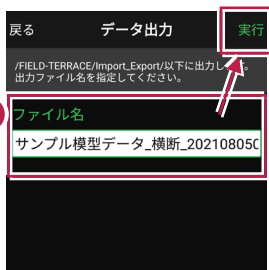 戻る データ出力 実行
/FIELD-TERRACE/Import_Export/以下に出力します。
出力ファイル名を指定してください。
ファイル名
サンプル模型データ_横断_20210805